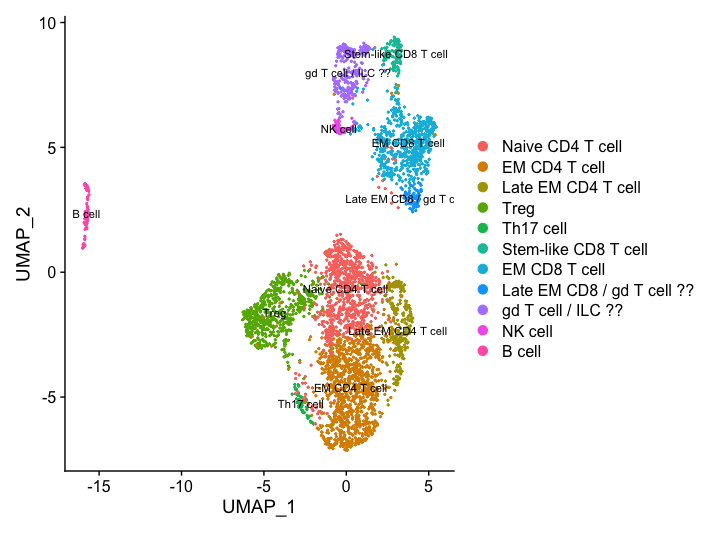 10
5
0
-5
-15
-10
-5
0
5
UMAP_2
UMAP_1
Stem-like CD8 T cell
gd T cell / ILC ??
NK cell
EM CD8 T cell
Late EM CD8 / gd T c
B cell
Naive CD4 T cell
Treg
Late EM CD4 T cell
EM CD4 T cell
Th17 cell
Naive CD4 T cell
EM CD4 T cell
Late EM CD4 T cell
Treg
Th17 cell
Stem-like CD8 T cell
EM CD8 T cell
Late EM CD8 / gd T cell ??
gd T cell / ILC ??
NK cell
B cell